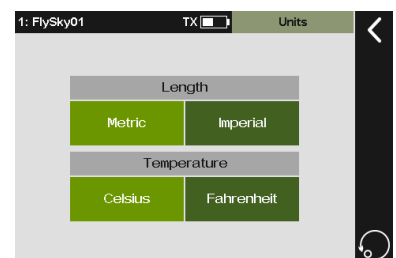 1: FlySky01 TX Units
Length
Metric Imperial
Temperature
Celsius Fahrenheit